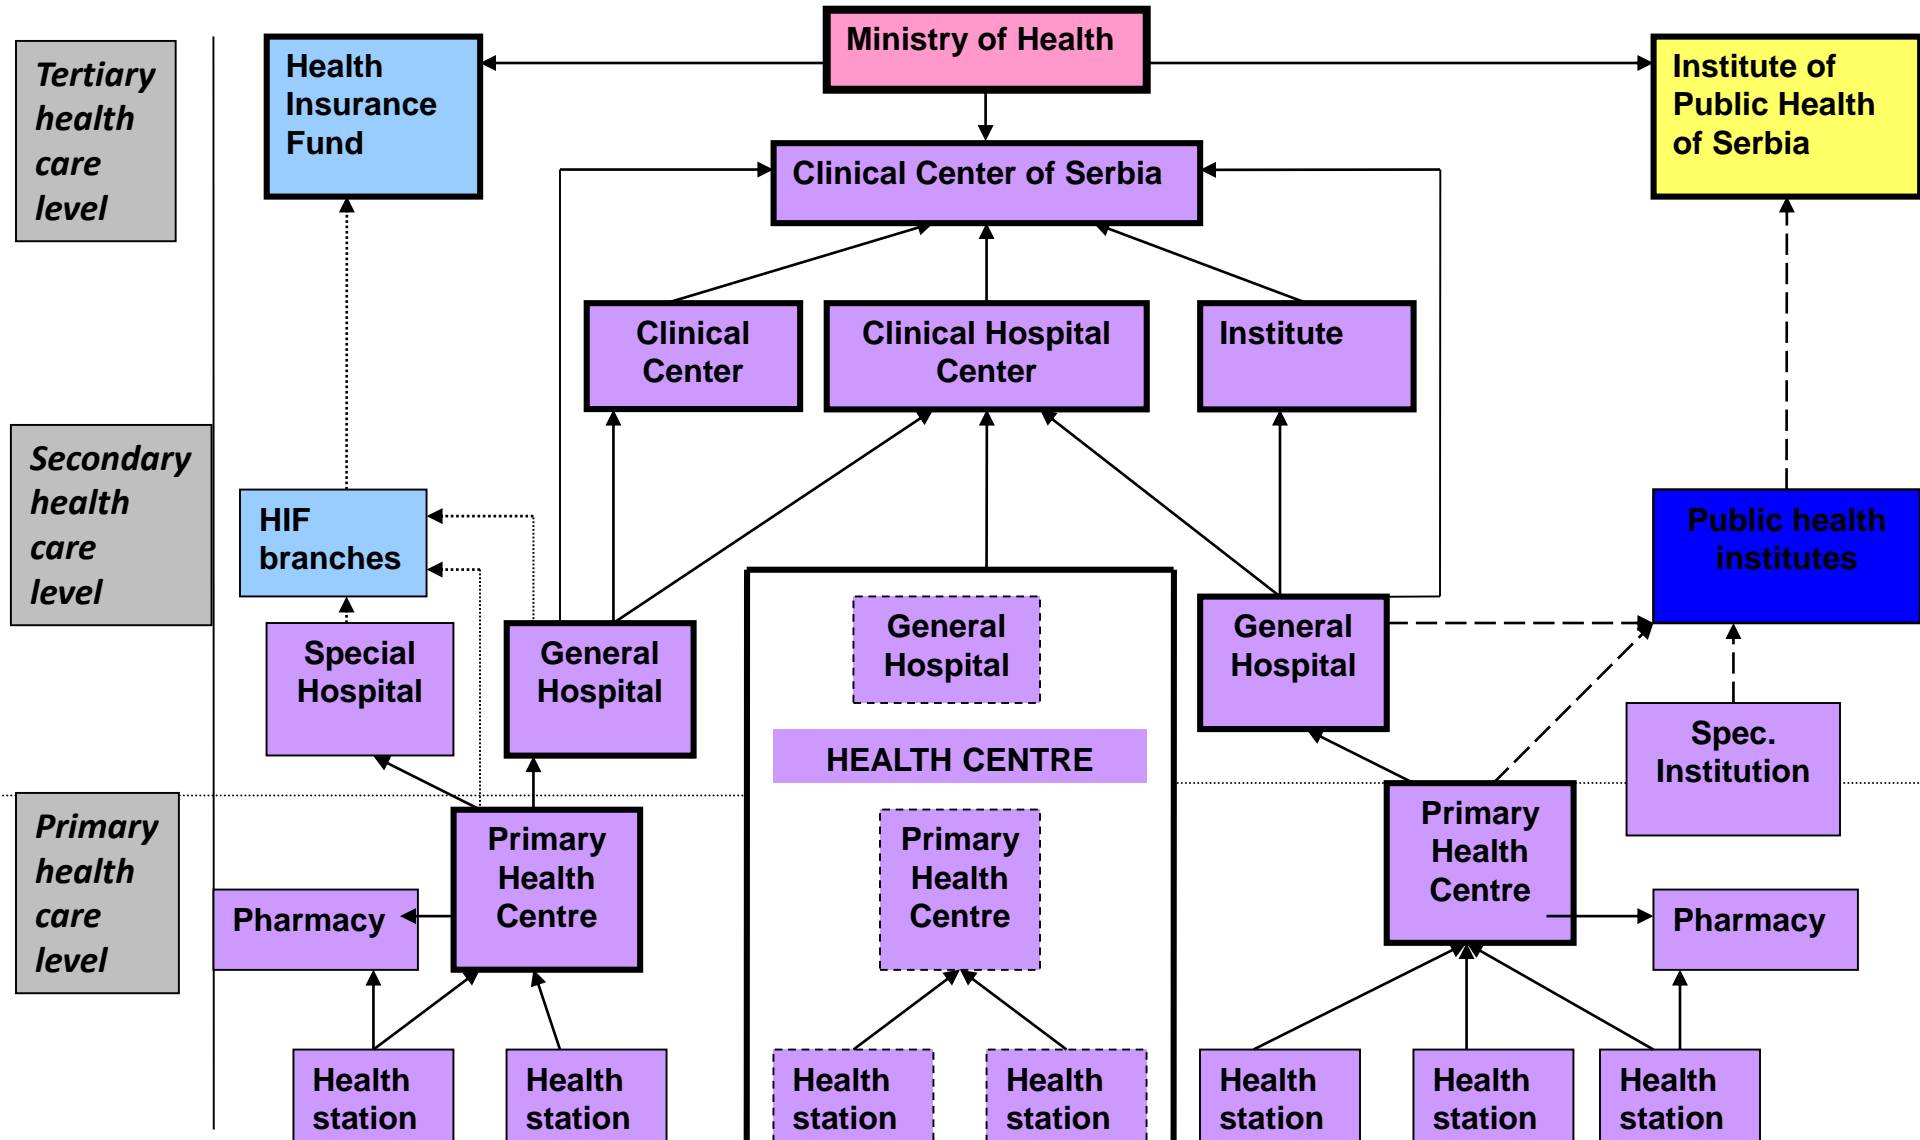 Ministry of Health
Tertiary
health
care
level
Health
Insurance
Fund
Institute of
Public Health
of Serbia
Clinical Center of Serbia
Clinical
Center
Clinical Hospital
Center
Institute
Secondary
health
care
level
HIF
branches
Public health
institutes
Special
Hospital
General
Hospital
General
Hospital
General
Hospital
Spec.
Institution
HEALTH CENTRE
Primary
health
care
level
Primary
Health
Centre
Primary
Health
Centre
Primary
Health
Centre
Pharmacy
Pharmacy
Health
station
Health
station
Health
station
Health
station
Health
station
Health
station
Health
station